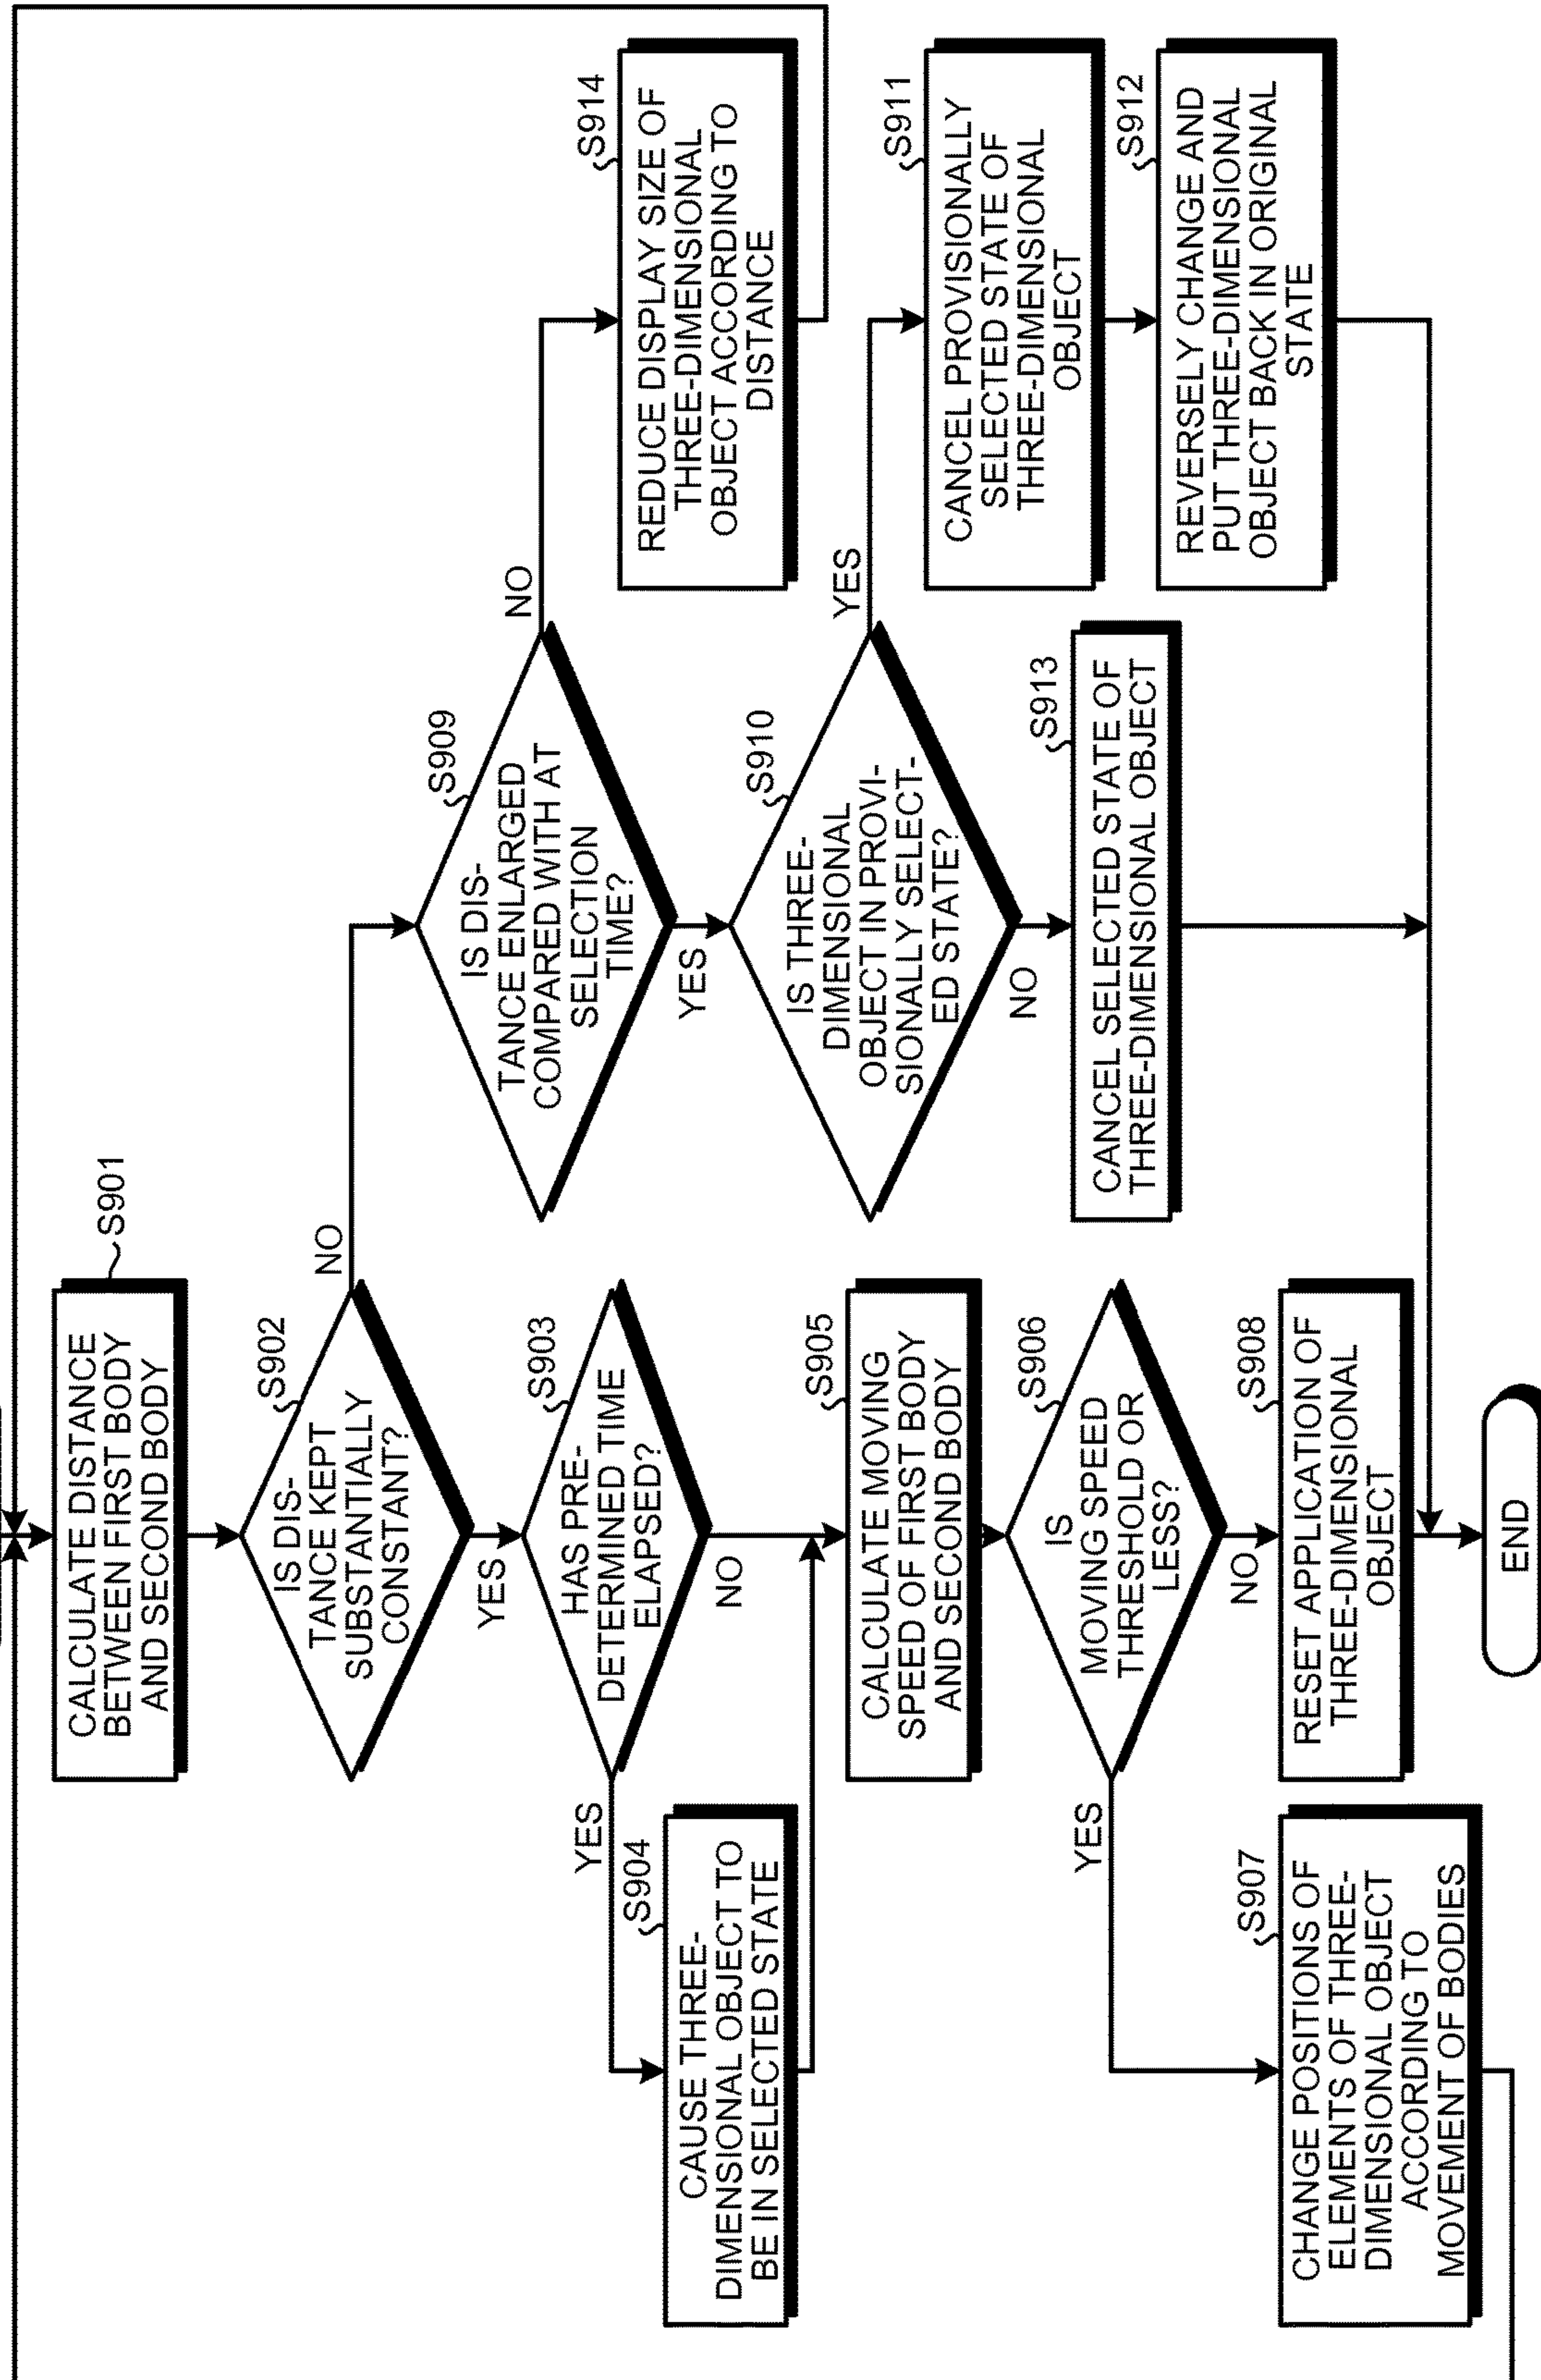 CALCULATE DISTANCE
BETWEEN FIRST BODY
AND SECOND BODY
S901
IS DIS-
TANCE KEPT
SUBSTANTIALLY
CONSTANT?
S902
NO
YES
HAS PRE-
DETERMINED TIME
ELAPSED?
S903
YES
NO
CAUSE THREE-
DIMENSIONAL OBJECT TO
BE IN SELECTED STATE
S904
CALCULATE MOVING
SPEED OF FIRST BODY
AND SECOND BODY
S905
IS
MOVING SPEED
THRESHOLD OR
LESS?
S906
YES
NO
CHANGE POSITIONS OF
ELEMENTS OF THREE-
DIMENSIONAL OBJECT
ACCORDING TO
MOVEMENT OF BODIES
S907
RESET APPLICATION OF
THREE-DIMENSIONAL
OBJECT
S908
IS DIS-
TANCE ENLARGED
COMPARED WITH AT
SELECTION
TIME?
S909
NO
YES
IS THREE-
DIMENSIONAL
OBJECT IN PROVI-
SIONALLY SELECT-
ED STATE?
S910
YES
NO
CANCEL PROVISIONALLY
SELECTED STATE OF
THREE-DIMENSIONAL
OBJECT
S911
REVERSELY CHANGE AND
PUT THREE-DIMENSIONAL
OBJECT BACK IN ORIGINAL
STATE
S912
CANCEL SELECTED STATE OF
THREE-DIMENSIONAL OBJECT
S913
REDUCE DISPLAY SIZE OF
THREE-DIMENSIONAL
OBJECT ACCORDING TO
DISTANCE
S914
END